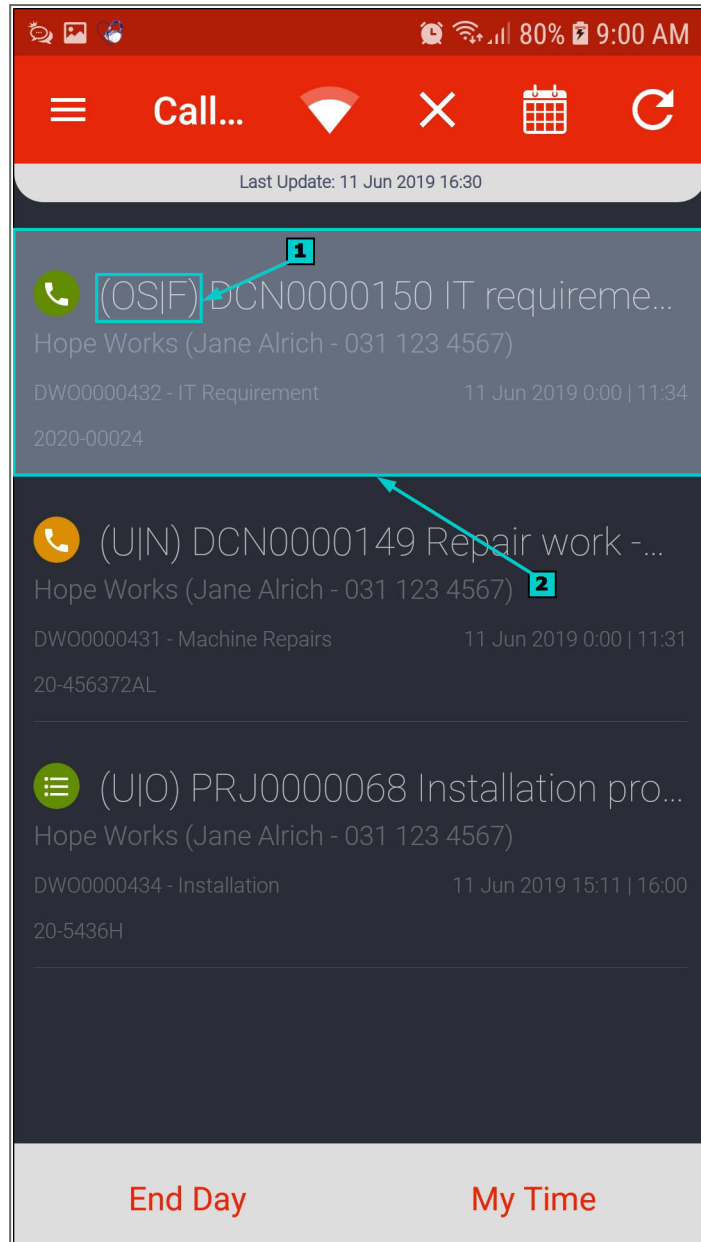 80% 9:00 AM
Call...
Last Update: 11 Jun 2019 16:30
1
(OS|F) DCN0000150 IT requireme...
Hope Works (Jane Alrich - 031 123 4567)
DWO0000432 - IT Requirement 11 Jun 2019 0:00 | 11:34
2020-00024
(U|N) DCN0000149 Repair work -...
Hope Works (Jane Alrich - 031 123 4567)
2
DWO0000431 - Machine Repairs 11 Jun 2019 0:00 | 11:31
20-456372AL
(U|O) PRJ0000068 Installation pro...
Hope Works (Jane Alrich - 031 123 4567)
DWO0000434 - Installation 11 Jun 2019 15:11 | 16:00
20-5436H
End Day My Time